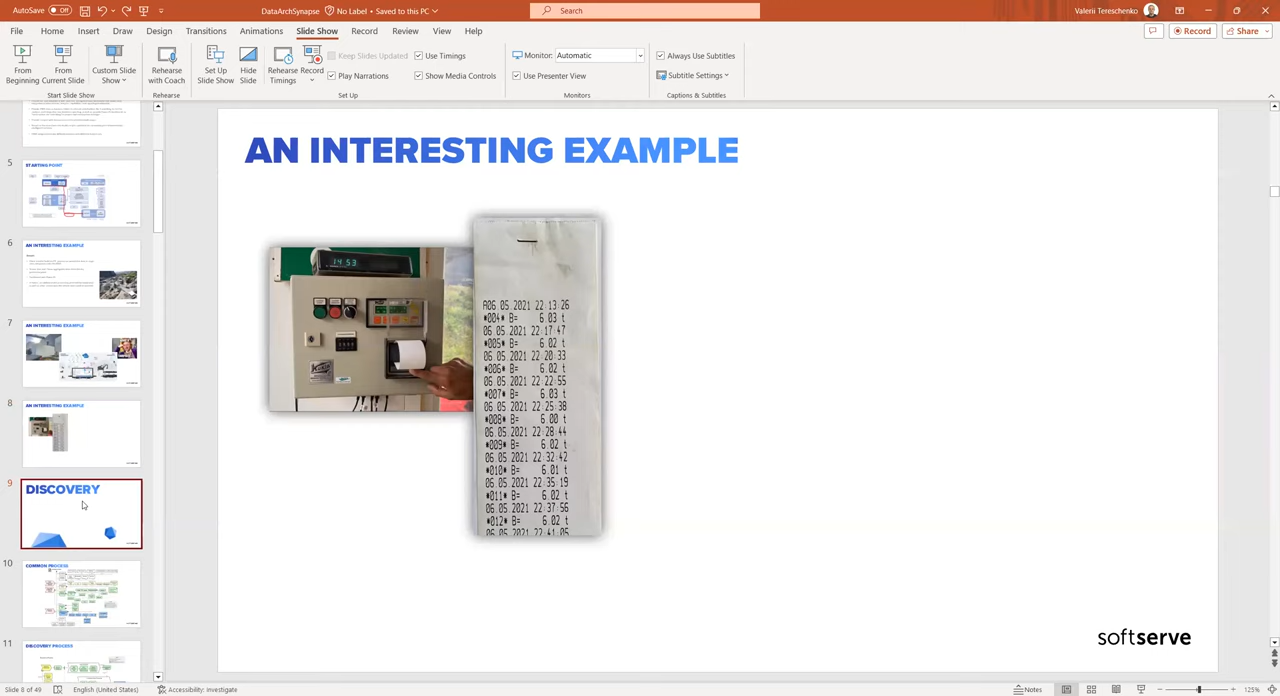 AutoSave Off DataArchSynapse No Label • Saved to this PC Search Valerii Tereschenko
File Home Insert Draw Design Transitions Animations Slide Show Record Review View Help Record Share
From Beginning
From Current Slide
Custom Slide Show
Rehearse with Coach
Set Up Slide Show
Hide Slide
Rehearse Timings
Record
Keep Slides Updated
Play Narrations
Use Timings
Show Media Controls
Monitor: Automatic
Use Presenter View
Always Use Subtitles
Subtitle Settings
Start Slide Show Rehearse Set Up Monitors Captions & Subtitles
5
STARTING POINT
6
AN INTERESTING EXAMPLE
7
AN INTERESTING EXAMPLE
8
AN INTERESTING EXAMPLE
9
DISCOVERY
10
COMMON PROCESS
11
DISCOVERY PROCESS
AN INTERESTING EXAMPLE
14 53
A06.05 2021 22:13:26
*004* B= 6.03 t
06.05 2021 22:17:47
*005* B= 6.02 t
06.05 2021 22:20:33
*006* B= 6.02 t
06.05 2021 22:22:55
*007* B= 6.03 t
06.05 2021 22:25:38
*008* B= 6.00 t
06.05 2021 22:28:44
*009* B= 6.02 t
06.05 2021 22:32:42
*010* B= 6.01 t
06.05 2021 22:35:19
*011* B= 6.02 t
06.05 2021 22:37:56
*012* B= 6.02 t
06.05 2021 22:41:05
softserve
Slide 8 of 49 English (United States) Accessibility: Investigate Notes 125%